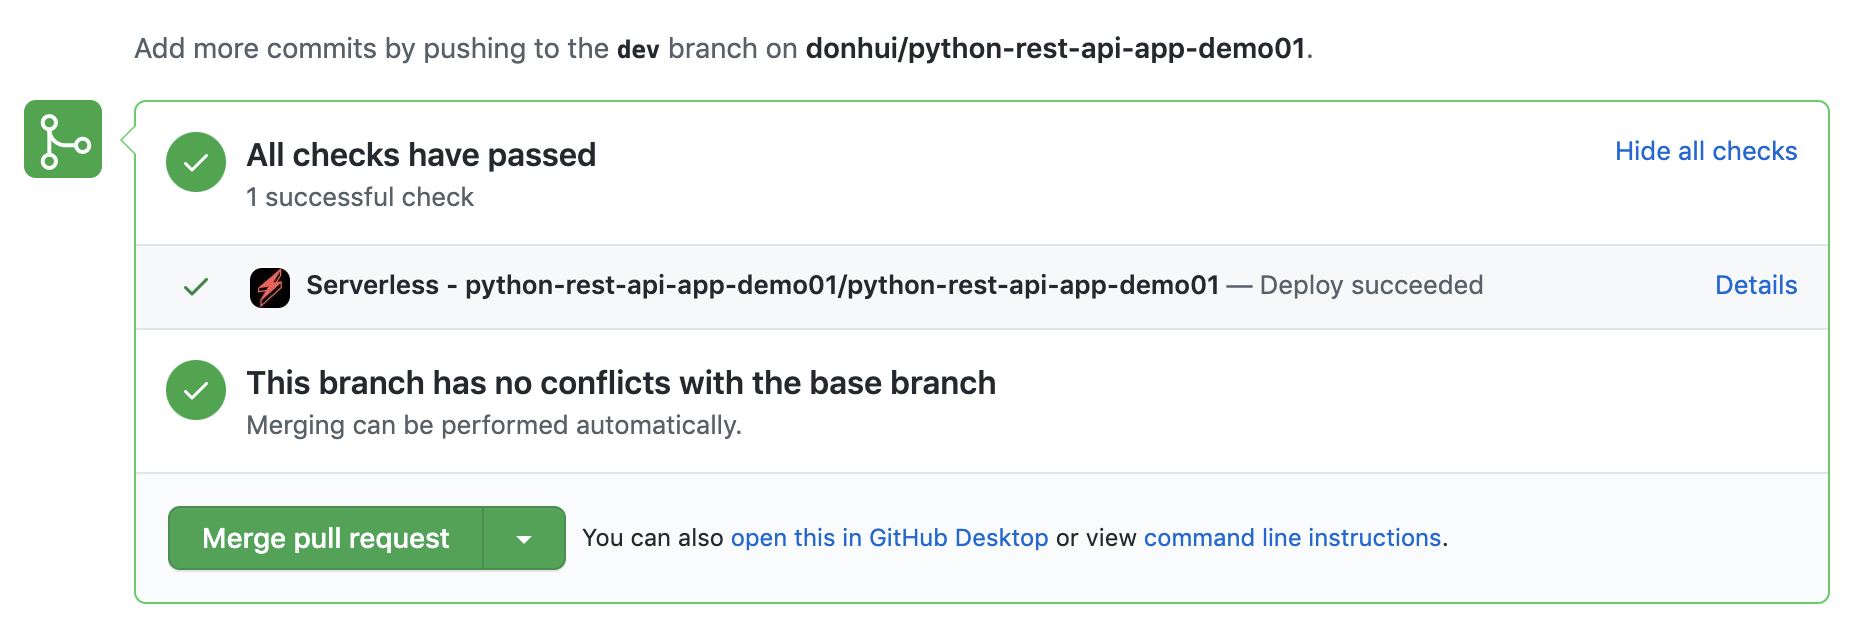 Add more commits by pushing to the dev branch on donhui/python-rest-api-app-demo01.
All checks have passed
Hide all checks
1 successful check
Serverless - python-rest-api-app-demo01/python-rest-api-app-demo01 — Deploy succeeded
Details
This branch has no conflicts with the base branch
Merging can be performed automatically.
Merge pull request
You can also open this in GitHub Desktop or view command line instructions.